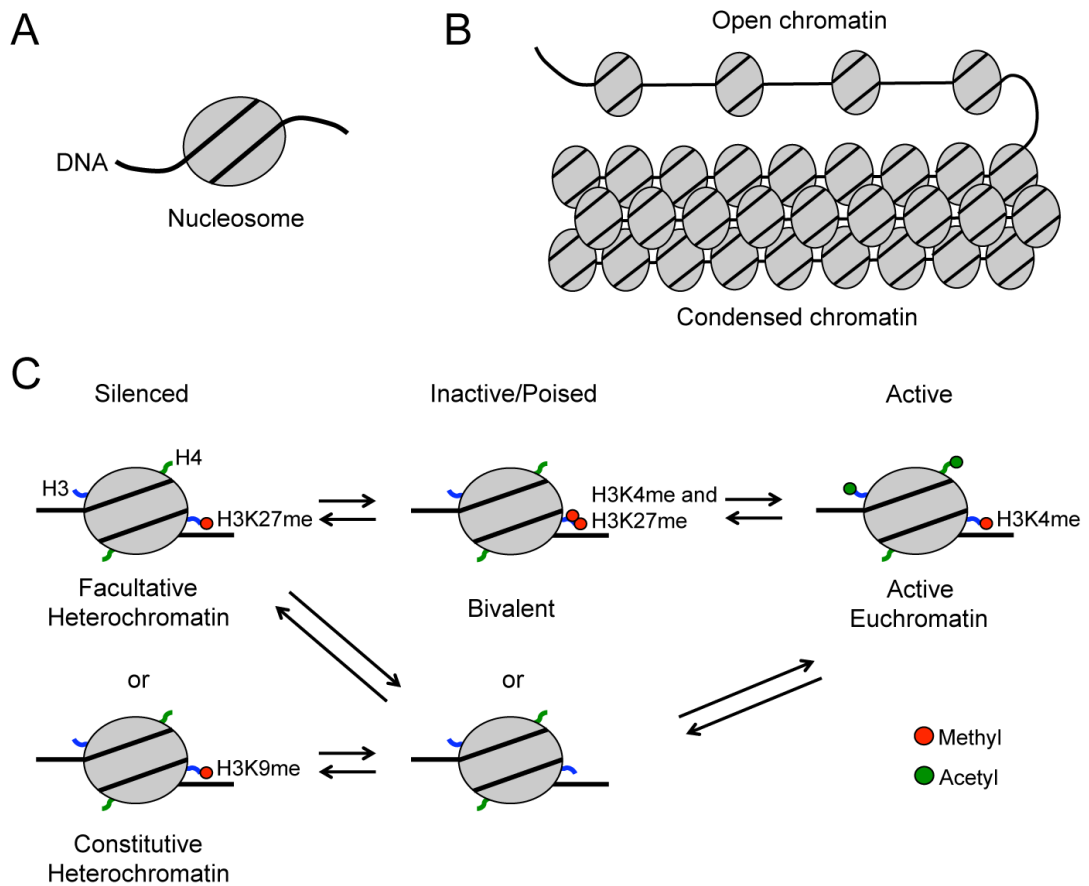 A
DNA
Nucleosome
B
Open chromatin
Condensed chromatin
C
Silenced
Inactive/Poised
Active
H3
H4
H3K27me
Facultative
Heterochromatin
H3K4me and
H3K27me
Bivalent
H3K4me
Active
Euchromatin
or
or
H3K9me
Constitutive
Heterochromatin
Methyl
Acetyl